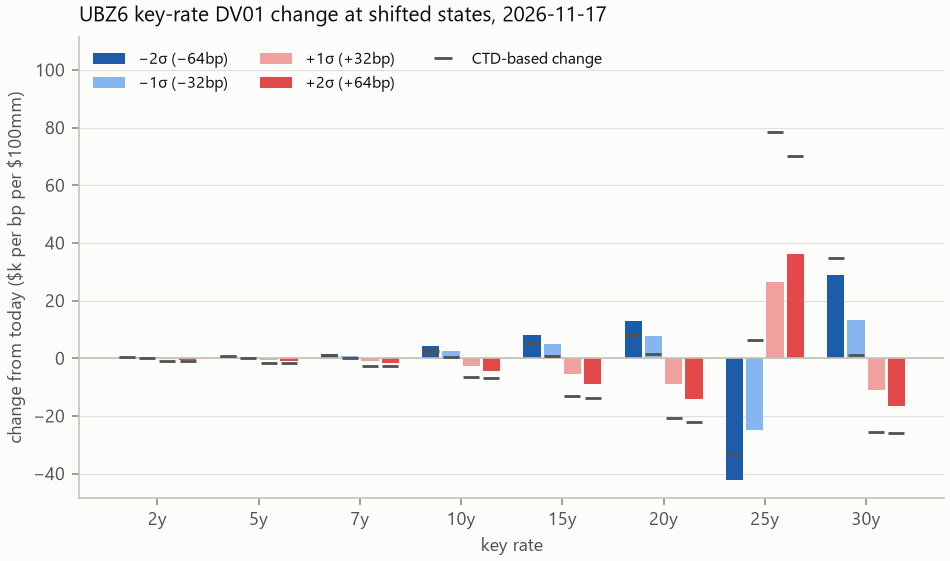 UBZ6 key-rate DV01 change at shifted states, 2026-11-17
−2σ (−64bp)
−1σ (−32bp)
+1σ (+32bp)
+2σ (+64bp)
CTD-based change
change from today ($k per bp per $100mm)
100
80
60
40
20
0
−20
−40
2y
5y
7y
10y
15y
20y
25y
30y
key rate